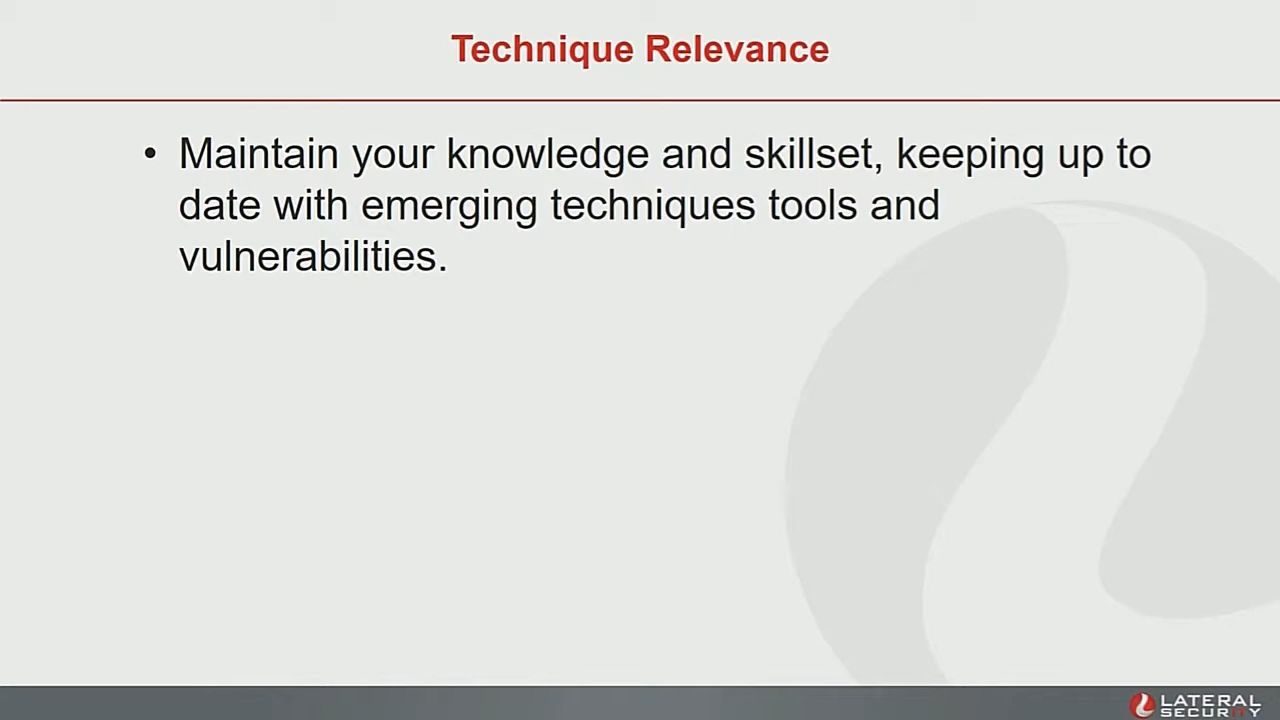 Technique Relevance
• Maintain your knowledge and skillset, keeping up to
date with emerging techniques tools and
vulnerabilities.
LATERAL
SECURITY